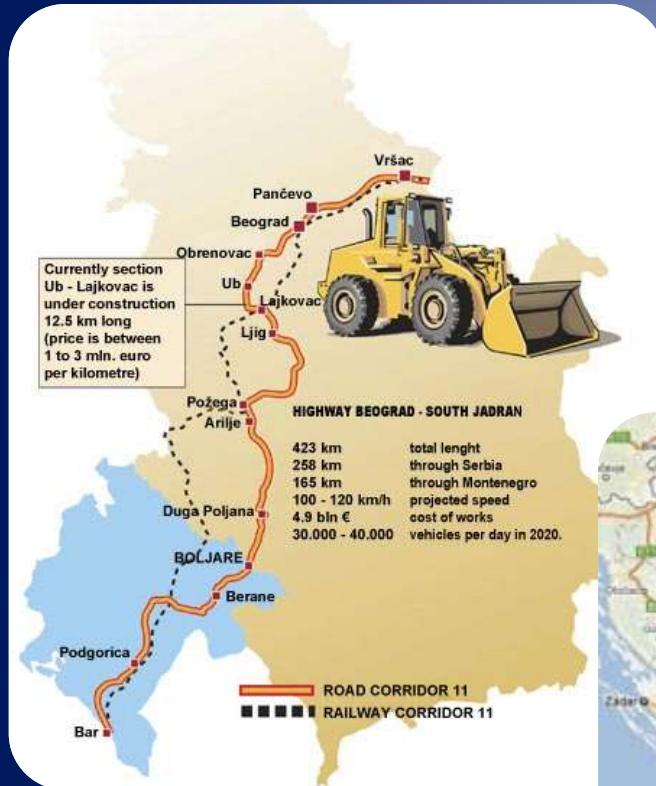 Vršac
Pančevo
Beograd
Obrenovac
Currently section
Ub - Lajkovac is
under construction
12.5 km long
(price is between
1 to 3 mln. euro
per kilometre)
Ub
Lajkovac
Ljig
Požega
Arilje
HIGHWAY BEOGRAD - SOUTH JADRAN
423 km total lenght
258 km through Serbia
165 km through Montenegro
100 - 120 km/h projected speed
4.9 bln € cost of works
30.000 - 40.000 vehicles per day in 2020.
Duga Poljana
BOLJARE
Berane
Podgorica
Bar
ROAD CORRIDOR 11
RAILWAY CORRIDOR 11
Zadar